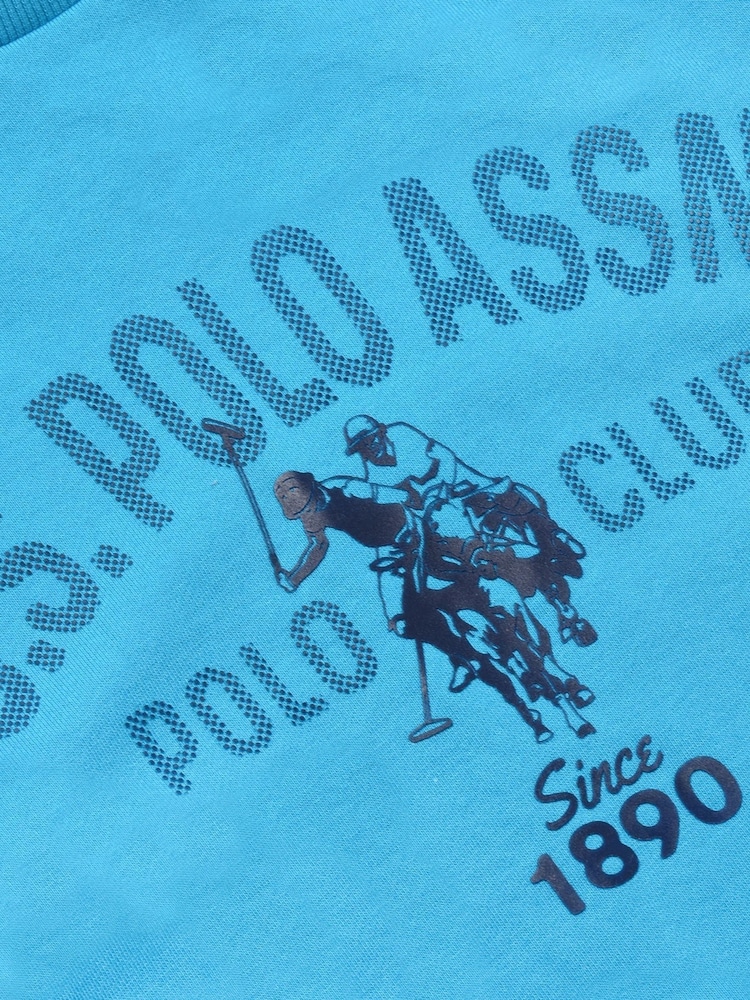 .S. POLO ASSN
POLO CLUB
Since
1890